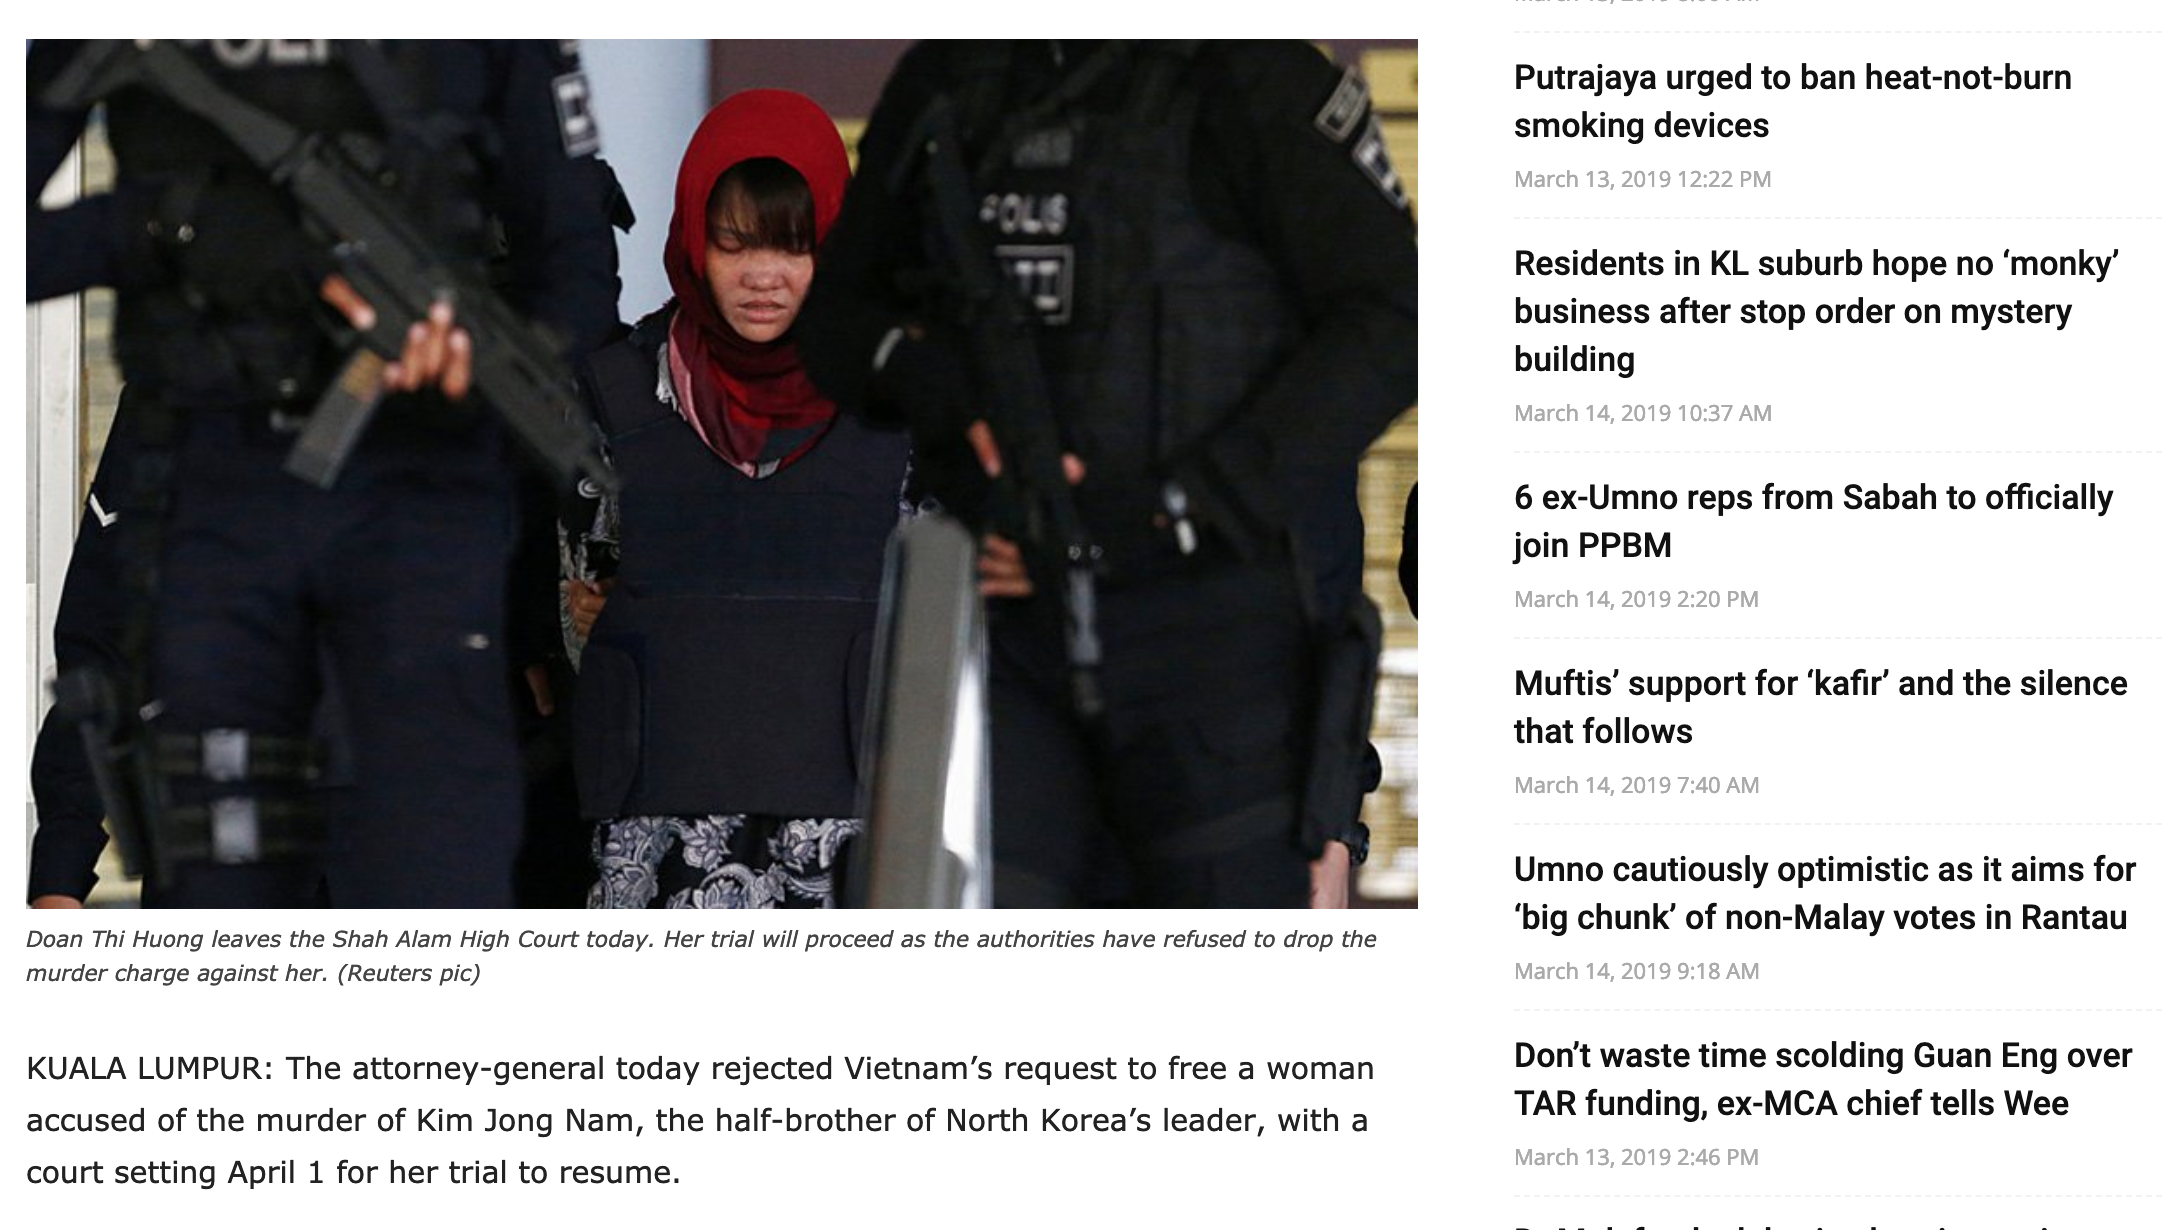 POLIS
Doan Thi Huong leaves the Shah Alam High Court today. Her trial will proceed as the authorities have refused to drop the
murder charge against her. (Reuters pic)
KUALA LUMPUR: The attorney-general today rejected Vietnam’s request to free a woman
accused of the murder of Kim Jong Nam, the half-brother of North Korea’s leader, with a
court setting April 1 for her trial to resume.
Putrajaya urged to ban heat-not-burn
smoking devices
March 13, 2019 12:22 PM
Residents in KL suburb hope no ‘monky’
business after stop order on mystery
building
March 14, 2019 10:37 AM
6 ex-Umno reps from Sabah to officially
join PPBM
March 14, 2019 2:20 PM
Muftis’ support for ‘kafir’ and the silence
that follows
March 14, 2019 7:40 AM
Umno cautiously optimistic as it aims for
‘big chunk’ of non-Malay votes in Rantau
March 14, 2019 9:18 AM
Don’t waste time scolding Guan Eng over
TAR funding, ex-MCA chief tells Wee
March 13, 2019 2:46 PM